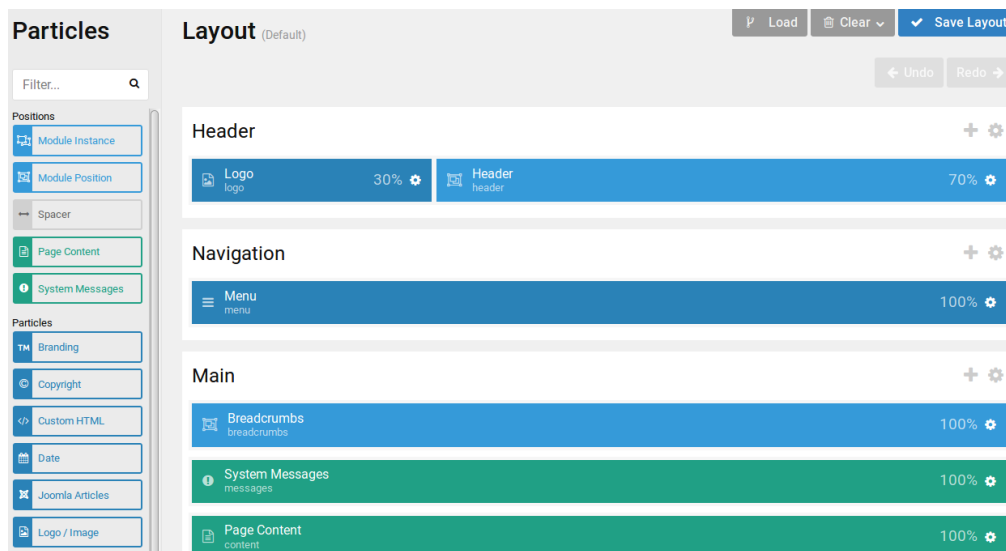 Particles
Filter...
Positions
Module Instance
Module Position
Spacer
Page Content
System Messages
Particles
TM Branding
Copyright
Custom HTML
Date
Joomla Articles
Logo / Image
Layout (Default)
Load
Clear
Save Layout
Undo
Redo
Header
Logo
logo
30%
Header
header
70%
Navigation
Menu
menu
100%
Main
Breadcrumbs
breadcrumbs
100%
System Messages
messages
100%
Page Content
content
100%